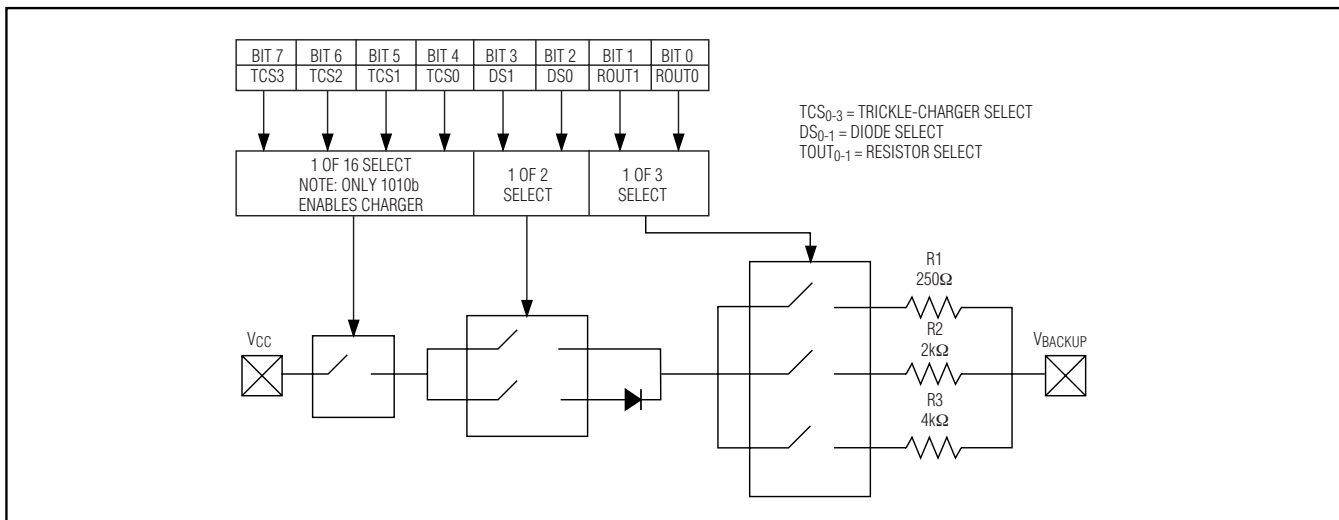 BIT 7 BIT 6 BIT 5 BIT 4 BIT 3 BIT 2 BIT 1 BIT 0
TCS3 TCS2 TCS1 TCS0 DS1 DS0 ROUT1 ROUT0
TCS0-3 = TRICKLE-CHARGER SELECT
DS0-1 = DIODE SELECT
TOUT0-1 = RESISTOR SELECT
1 OF 16 SELECT
NOTE: ONLY 1010b
ENABLES CHARGER
1 OF 2
SELECT
1 OF 3
SELECT
R1
250Ω
VCC
R2
2kΩ
VBACKUP
R3
4kΩ